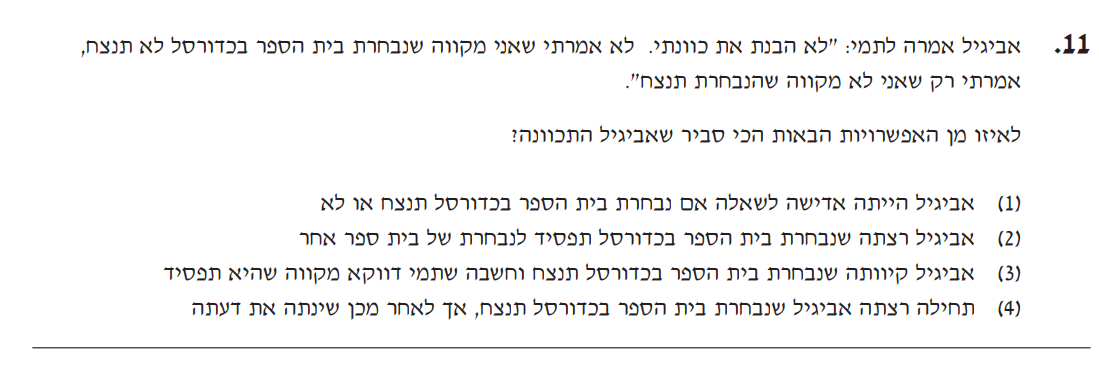 11. אביגיל אמרה לתמי: "לא הבנת את כוונתי. לא אמרתי שאני מקווה שנבחרת בית הספר בכדורסל לא תנצח,
אמרתי רק שאני לא מקווה שהנבחרת תנצח".
לאיזו מן האפשרויות הבאות הכי סביר שאביגיל התכוונה?
(1) אביגיל הייתה אדישה לשאלה אם נבחרת בית הספר בכדורסל תנצח או לא
(2) אביגיל רצתה שנבחרת בית הספר בכדורסל תפסיד לנבחרת של בית ספר אחר
(3) אביגיל קיוותה שנבחרת בית הספר בכדורסל תנצח וחשבה שתמי דווקא מקווה שהיא תפסיד
(4) תחילה רצתה אביגיל שנבחרת בית הספר בכדורסל תנצח, אך לאחר מכן שינתה את דעתה